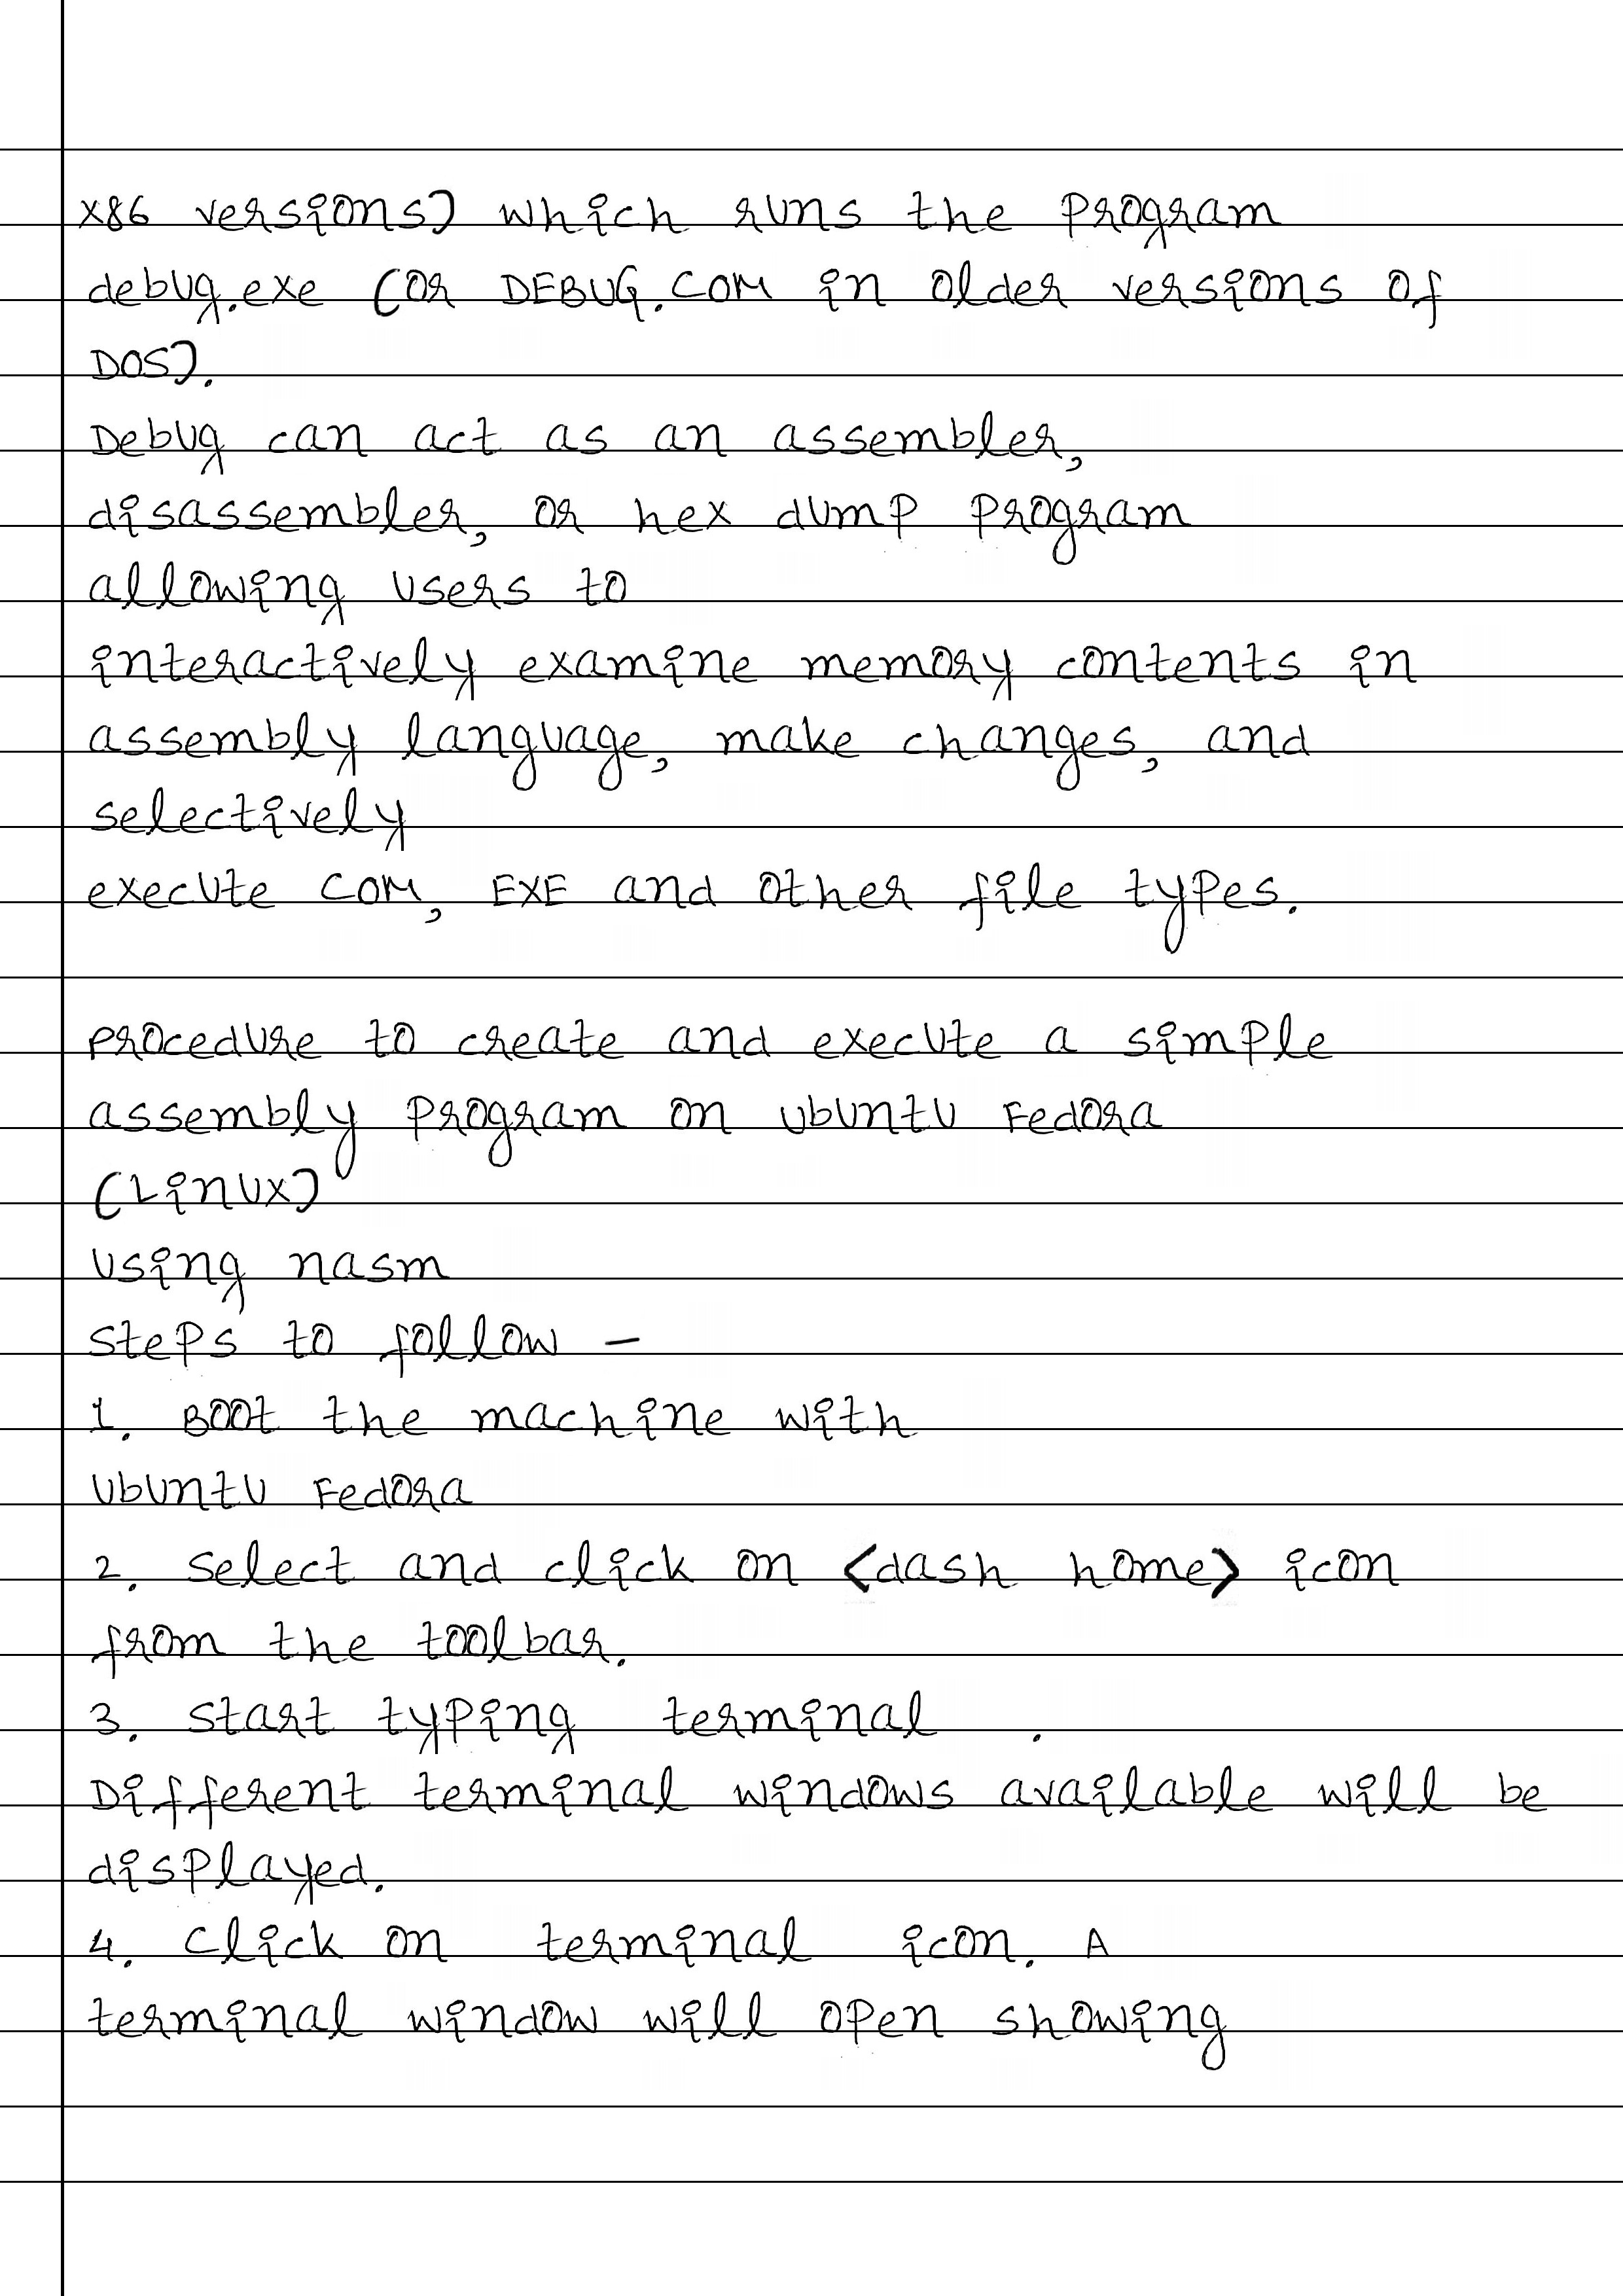 x86 versions) which runs the program
debug.exe (or DEBUG.COM in older versions of
DOS).
Debug can act as an assembler,
disassembler, or hex dump program
allowing users to
interactively examine memory contents in
assembly language, make changes, and
selectively
execute COM, EXE and other file types.
Procedure to create and execute a simple
assembly program on Ubuntu Fedora
(Linux)
using nasm
Steps to follow -
1. Boot the machine with
Ubuntu Fedora
2. Select and click on <dash home> icon
from the toolbar.
3. Start typing terminal .
Different terminal windows available will be
displayed.
4. Click on terminal icon. A
terminal window will open showing